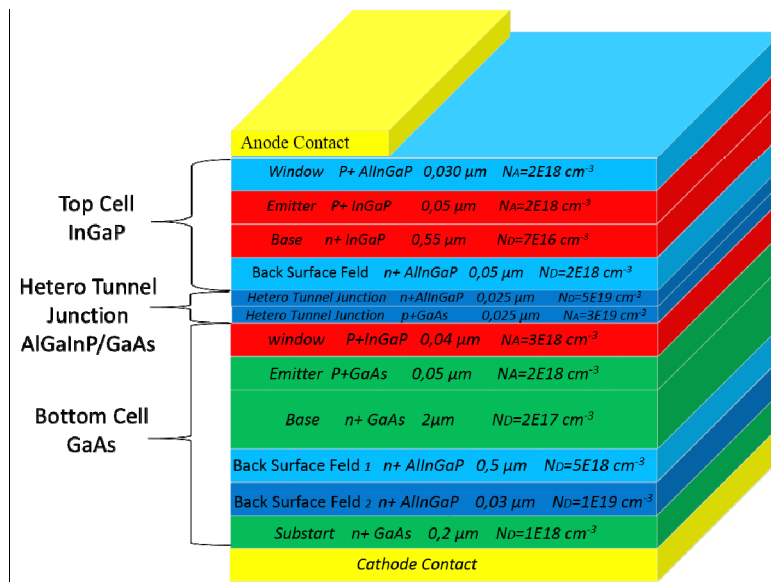 Anode Contact
Window P+ AlInGaP 0,030 µm NA=2E18 cm-3
Emitter P+ InGaP 0,05 µm NA=2E18 cm-3
Base n+ InGaP 0,55 µm ND=7E16 cm-3
Back Surface Feld n+ AlInGaP 0,05 µm ND=2E18 cm-3
Hetero Tunnel Junction n+AlInGaP 0,025 µm ND=5E19 cm-3
Hetero Tunnel Junction p+GaAs 0,025 µm NA=3E19 cm-3
window P+InGaP 0,04 µm NA=3E18 cm-3
Emitter P+GaAs 0,05 µm NA=2E18 cm-3
Base n+ GaAs 2µm ND=2E17 cm-3
Back Surface Feld 1 n+ AlInGaP 0,5 µm ND=5E18 cm-3
Back Surface Feld 2 n+ AlInGaP 0,03 µm ND=1E19 cm-3
Substart n+ GaAs 0,2 µm ND=1E18 cm-3
Cathode Contact
Top Cell
InGaP
Hetero Tunnel
Junction
AlGaInP/GaAs
Bottom Cell
GaAs